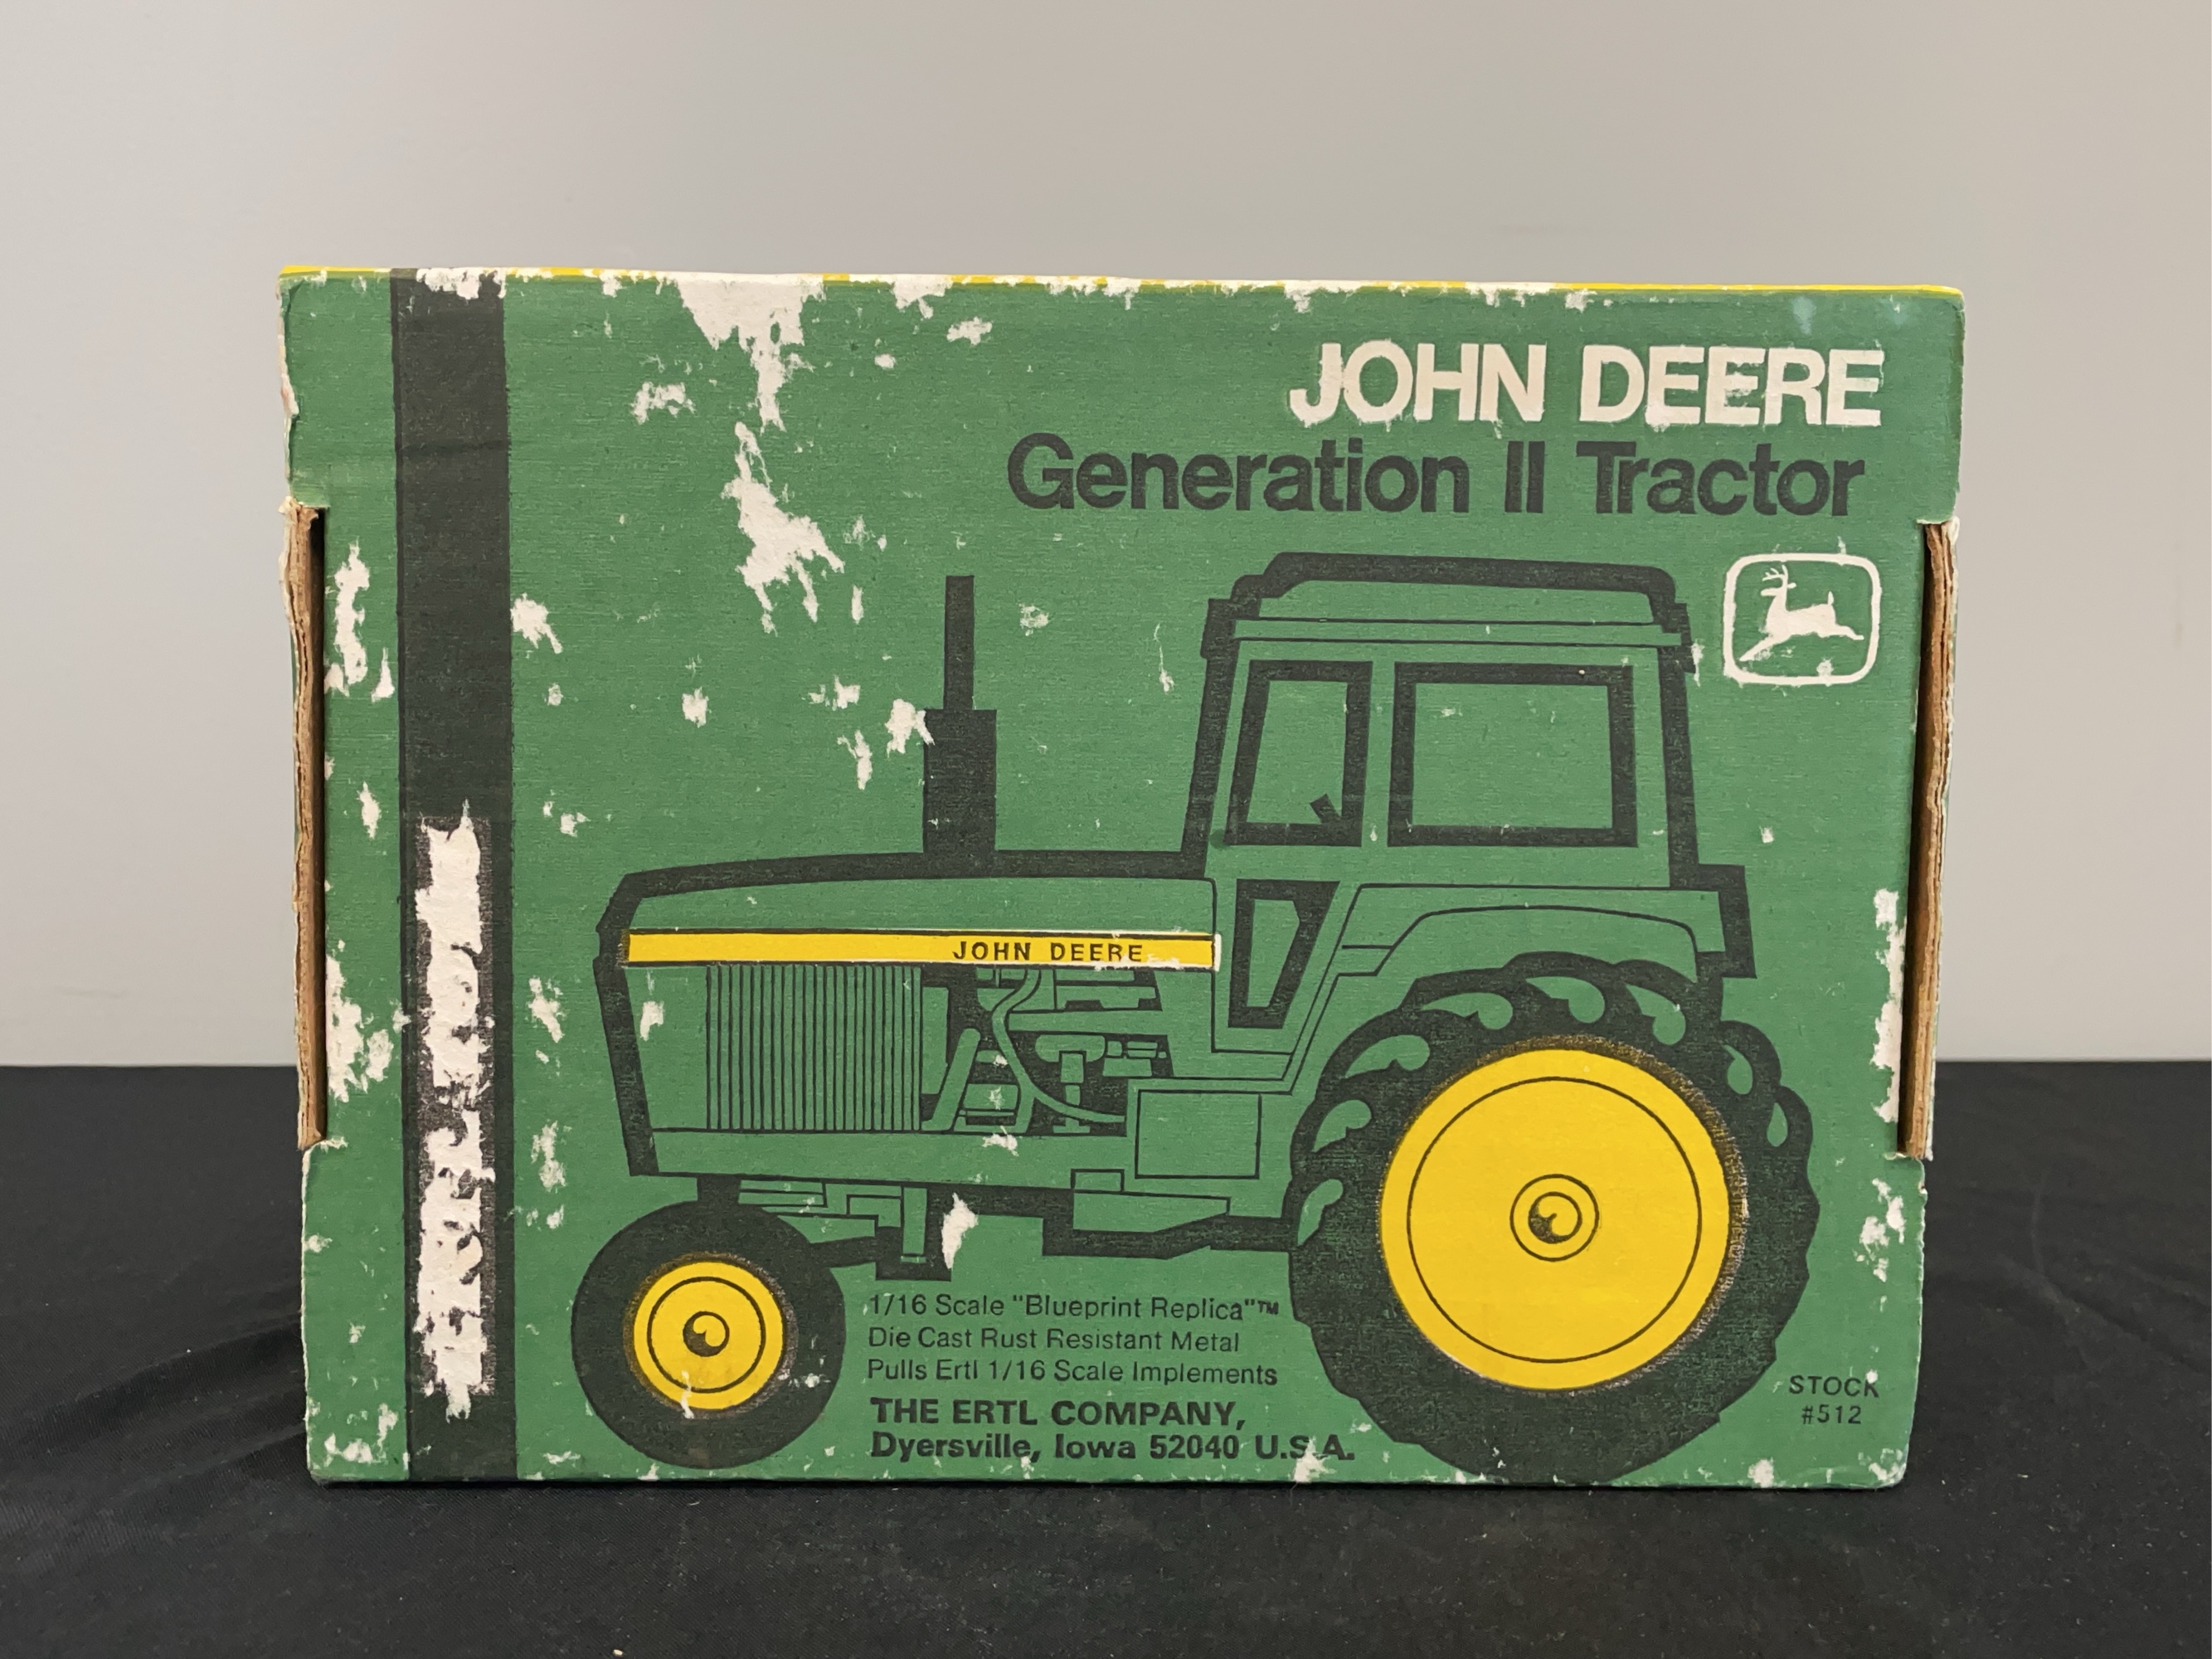 JOHN DEERE
Generation II Tractor
JOHN DEERE
1/16 Scale "Blueprint Replica"™
Die Cast Rust Resistant Metal
Pulls Ertl 1/16 Scale Implements
THE ERTL COMPANY,
Dyersville, Iowa 52040 U.S.A.
STOCK
#512